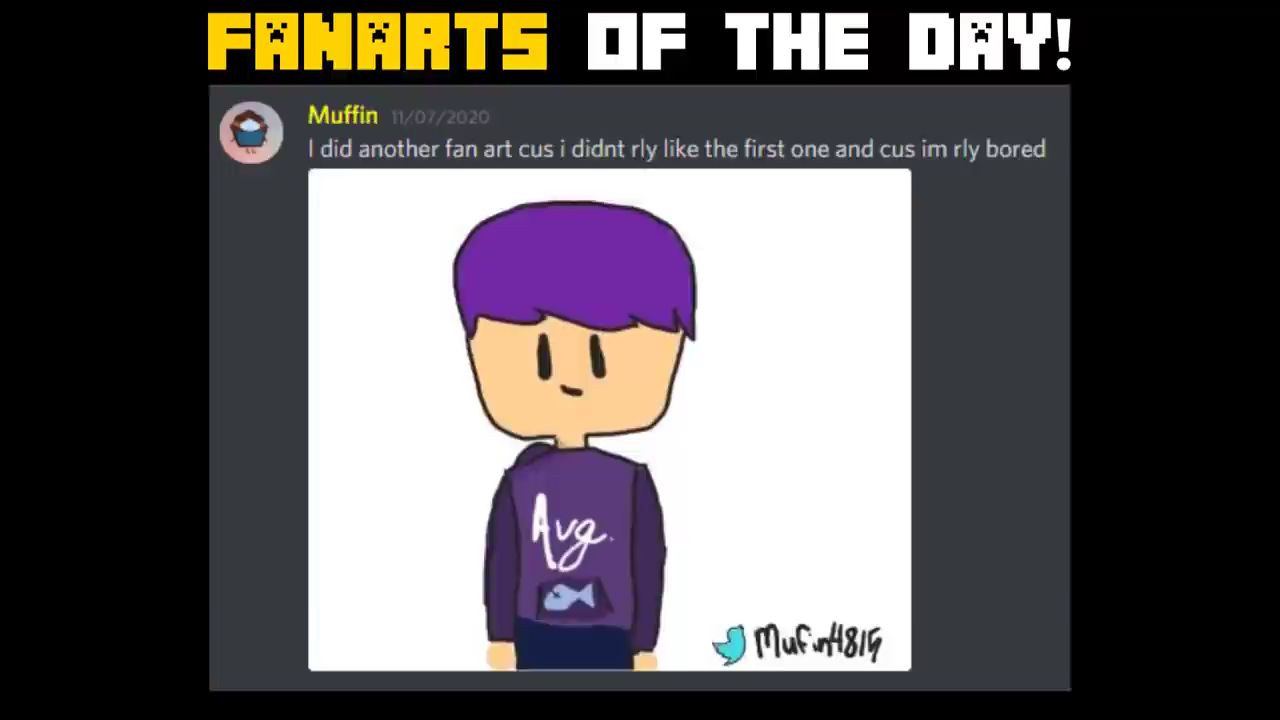 FANARTS OF THE DAY!
Muffin 11/07/2020
I did another fan art cus i didnt rly like the first one and cus im rly bored
Avg.
Mufin4815